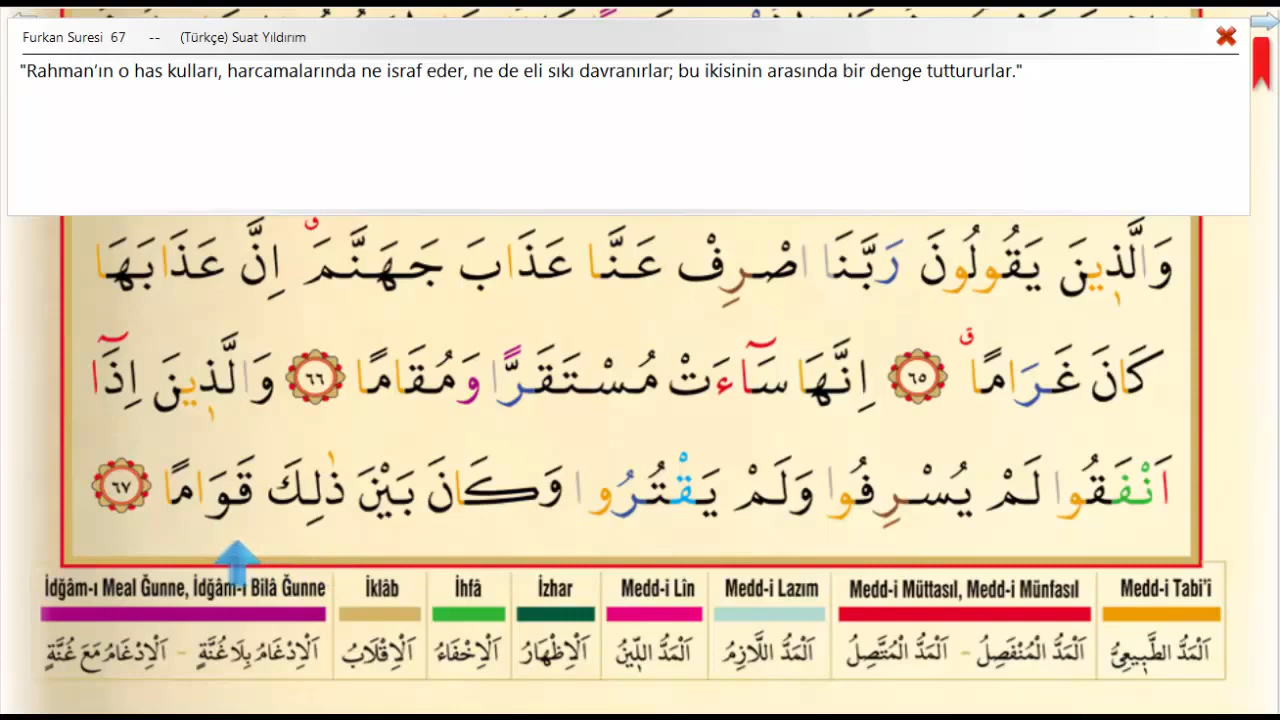 Furkan Suresi 67 -- (Türkçe) Suat Yıldırım
"Rahman’ın o has kulları, harcamalarında ne israf eder, ne de eli sıkı davranırlar; bu ikisinin arasında bir denge tuttururlar."
وَالَّذٖينَ يَقُولُونَ رَبَّنَا اصْرِفْ عَنَّا عَذَابَ جَهَنَّمَۗ اِنَّ عَذَابَهَا
كَانَ غَرَامًاۗ ﴿٦٥﴾ اِنَّهَا سَٓاءَتْ مُسْتَقَرًّا وَمُقَامًا ﴿٦٦﴾ وَالَّذٖينَ اِذَٓا
اَنْفَقُوا لَمْ يُسْرِفُوا وَلَمْ يَقْتُرُوا وَكَانَ بَيْنَ ذٰلِكَ قَوَامًا ﴿٦٧﴾
İdğâm-ı Meal Ğunne, İdğâm-ı Bilâ Ğunne İklâb İhfâ İzhar Medd-i Lîn Medd-i Lazım Medd-i Müttasıl, Medd-i Münfasıl Medd-i Tabi'i
اَلْمَدُّ الطَّبٖيعِيُّ اَلْمَدُّ الْمُنْفَصِلُ - اَلْمَدُّ الْمُتَّصِلُ اَلْمَدُّ اللَّازِمُ اَلْمَدُّ اللّٖينُ اَلْاِظْهَارُ اَلْاِخْفَاءُ اَلْاِقْلَابُ اَلْاِدْغَامُ بِلَا غُنَّةٍ - اَلْاِدْغَامُ مَعَ غُنَّةٍ